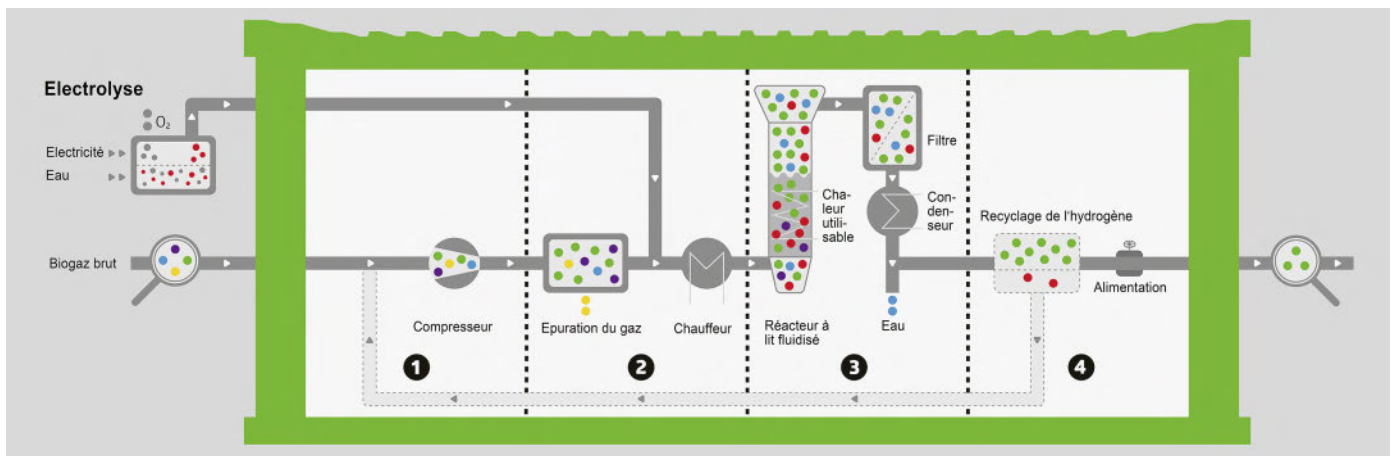 Electrolyse
O₂
Electricité
Eau
Biogaz brut
Compresseur
Epuration du gaz
Chauffeur
Réacteur à
lit fluidisé
Cha-
leur
utili-
sable
Filtre
Con-
den-
seur
Eau
Recyclage de l'hydrogène
Alimentation
1
2
3
4